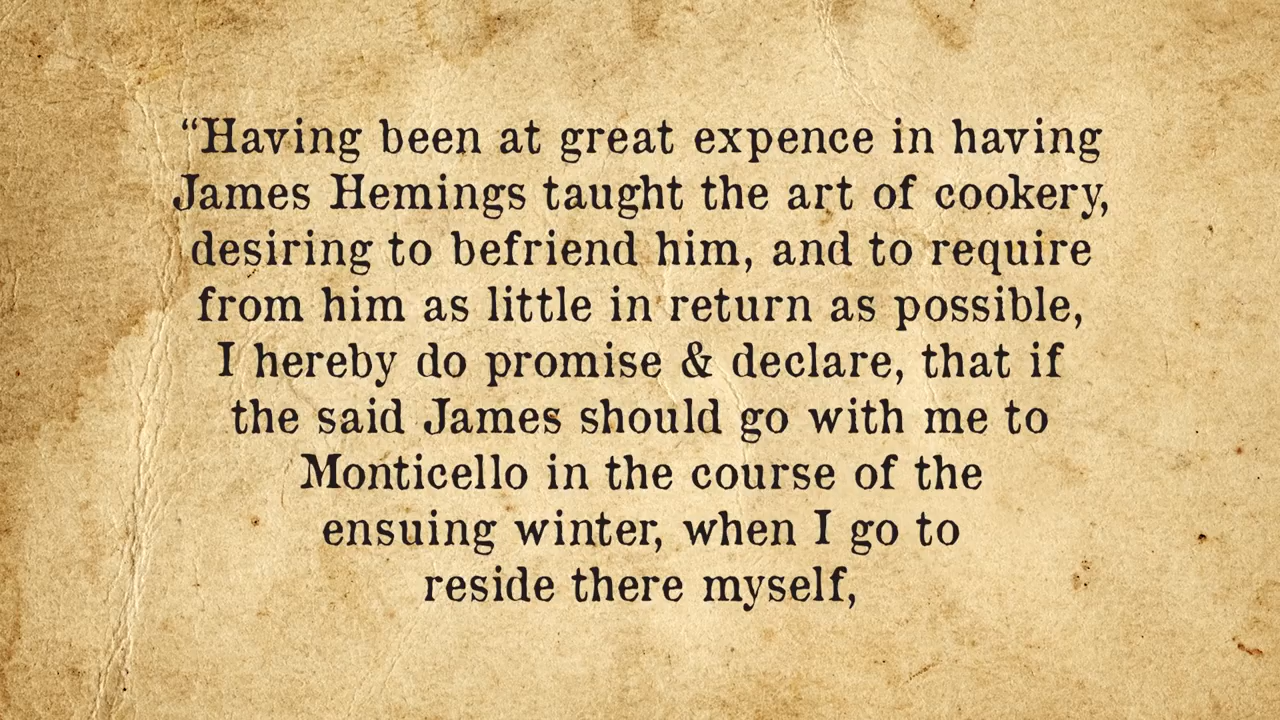 “Having been at great expence in having
James Hemings taught the art of cookery,
desiring to befriend him, and to require
from him as little in return as possible,
I hereby do promise & declare, that if
the said James should go with me to
Monticello in the course of the
ensuing winter, when I go to
reside there myself,